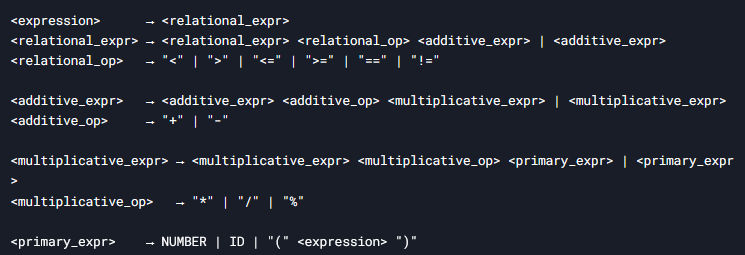 <expression> → <relational_expr>
<relational_expr> → <relational_expr> <relational_op> <additive_expr> | <additive_expr>
<relational_op> → "<" | ">" | "<=" | ">=" | "==" | "!="
<additive_expr> → <additive_expr> <additive_op> <multiplicative_expr> | <multiplicative_expr>
<additive_op> → "+" | "-"
<multiplicative_expr> → <multiplicative_expr> <multiplicative_op> <primary_expr> | <primary_expr
>
<multiplicative_op> → "*" | "/" | "%"
<primary_expr> → NUMBER | ID | "(" <expression> ")"